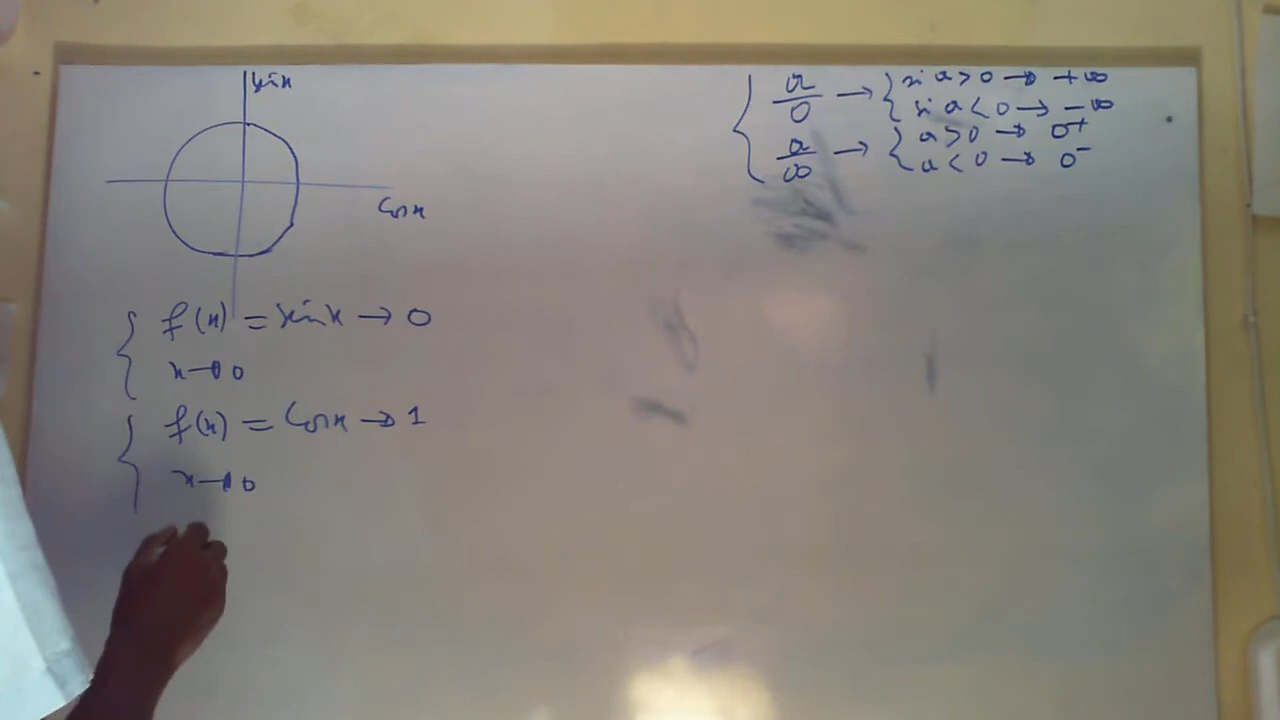 sin x
cos x
f(x) = sin x → 0
x → 0
f(x) = cos x → 1
x → 0
a/0 → { si a > 0 → +∞
si a < 0 → -∞
a/∞ → { a > 0 → 0⁺
a < 0 → 0⁻